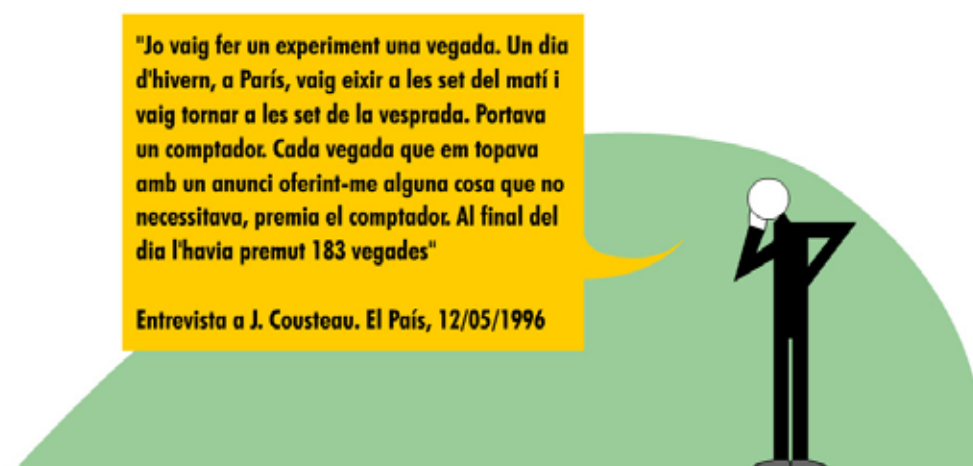 "Jo vaig fer un experiment una vegada. Un dia
d'hivern, a París, vaig eixir a les set del matí i
vaig tornar a les set de la vesprada. Portava
un comptador. Cada vegada que em topava
amb un anunci oferint-me alguna cosa que no
necessitava, premia el comptador. Al final del
dia l'havia premut 183 vegades"
Entrevista a J. Cousteau. El País, 12/05/1996